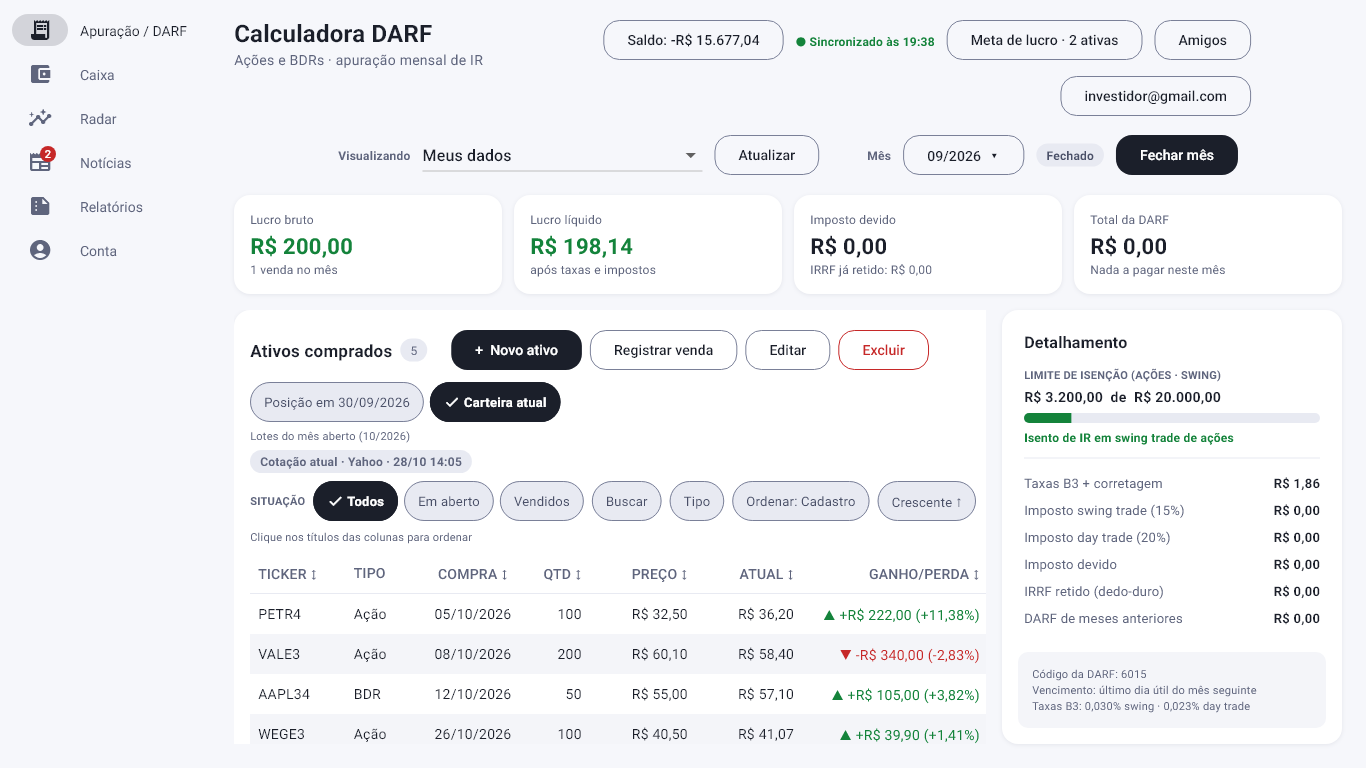 Apuração / DARF
Caixa
Radar
2
Notícias
Relatórios
Conta
Calculadora DARF
Ações e BDRs · apuração mensal de IR
Saldo: -R$ 15.677,04
Sincronizado às 19:38
Meta de lucro · 2 ativas
Amigos
investidor@gmail.com
Visualizando
Meus dados
Atualizar
Mês
09/2026
Fechado
Fechar mês
Lucro bruto
R$ 200,00
1 venda no mês
Lucro líquido
R$ 198,14
após taxas e impostos
Imposto devido
R$ 0,00
IRRF já retido: R$ 0,00
Total da DARF
R$ 0,00
Nada a pagar neste mês
Ativos comprados 5
+ Novo ativo
Registrar venda
Editar
Excluir
Posição em 30/09/2026
Carteira atual
Lotes do mês aberto (10/2026)
Cotação atual · Yahoo · 28/10 14:05
SITUAÇÃO
Todos
Em aberto
Vendidos
Buscar
Tipo
Ordenar: Cadastro
Crescente ↑
Clique nos títulos das colunas para ordenar
TICKER ↕ TIPO COMPRA ↕ QTD ↕ PREÇO ↕ ATUAL ↕ GANHO/PERDA ↕
PETR4 Ação 05/10/2026 100 R$ 32,50 R$ 36,20 ▲ +R$ 222,00 (+11,38%)
VALE3 Ação 08/10/2026 200 R$ 60,10 R$ 58,40 ▼ -R$ 340,00 (-2,83%)
AAPL34 BDR 12/10/2026 50 R$ 55,00 R$ 57,10 ▲ +R$ 105,00 (+3,82%)
WEGE3 Ação 26/10/2026 100 R$ 40,50 R$ 41,07 ▲ +R$ 39,90 (+1,41%)
Detalhamento
LIMITE DE ISENÇÃO (AÇÕES · SWING)
R$ 3.200,00 de R$ 20.000,00
Isento de IR em swing trade de ações
Taxas B3 + corretagem R$ 1,86
Imposto swing trade (15%) R$ 0,00
Imposto day trade (20%) R$ 0,00
Imposto devido R$ 0,00
IRRF retido (dedo-duro) R$ 0,00
DARF de meses anteriores R$ 0,00
Código da DARF: 6015
Vencimento: último dia útil do mês seguinte
Taxas B3: 0,030% swing · 0,023% day trade